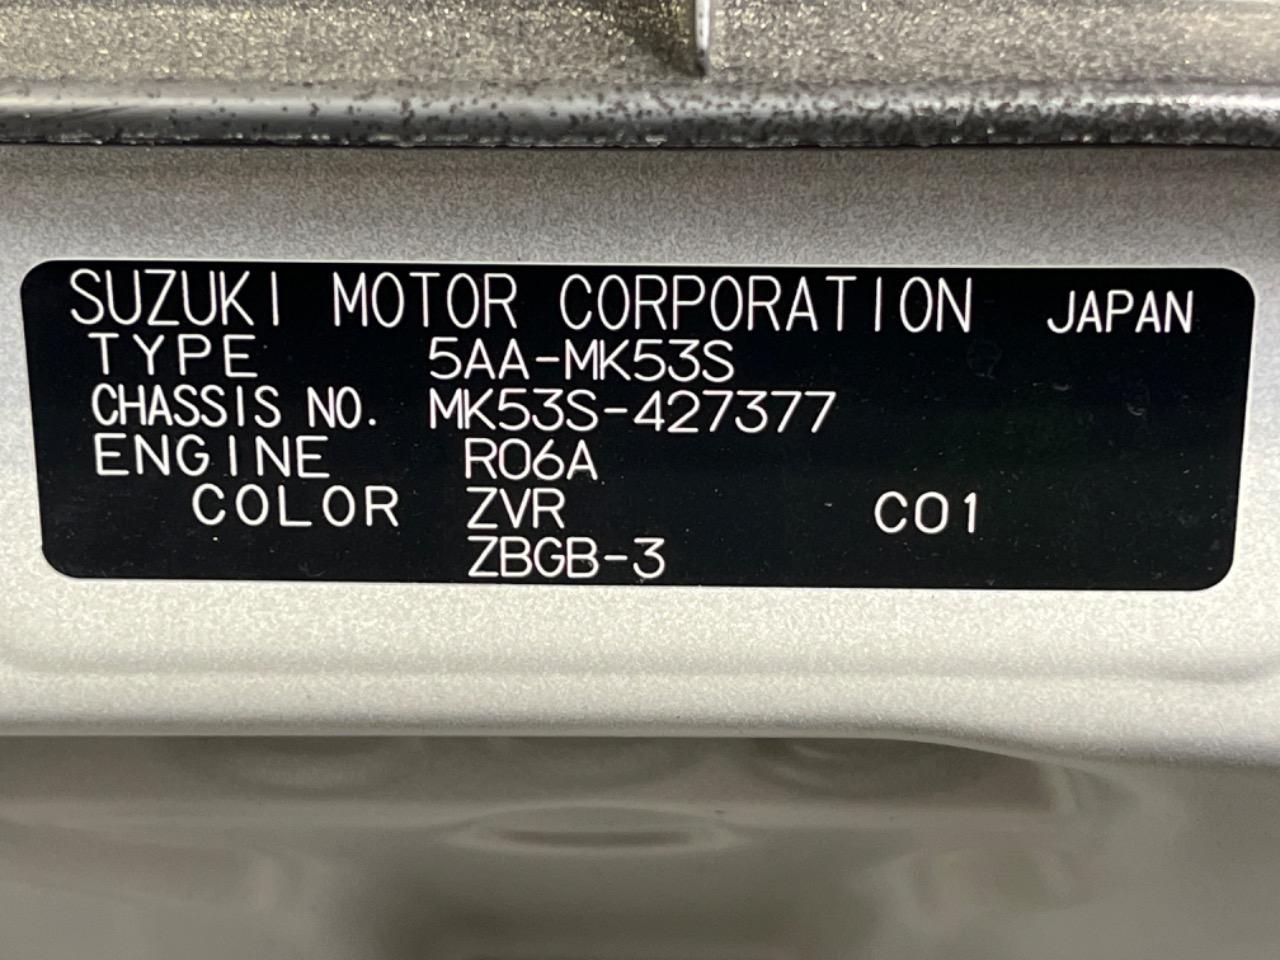 SUZUKI MOTOR CORPORATION JAPAN
TYPE 5AA-MK53S
CHASSIS NO. MK53S-427377
ENGINE R06A
COLOR ZVR C01
ZBGB-3